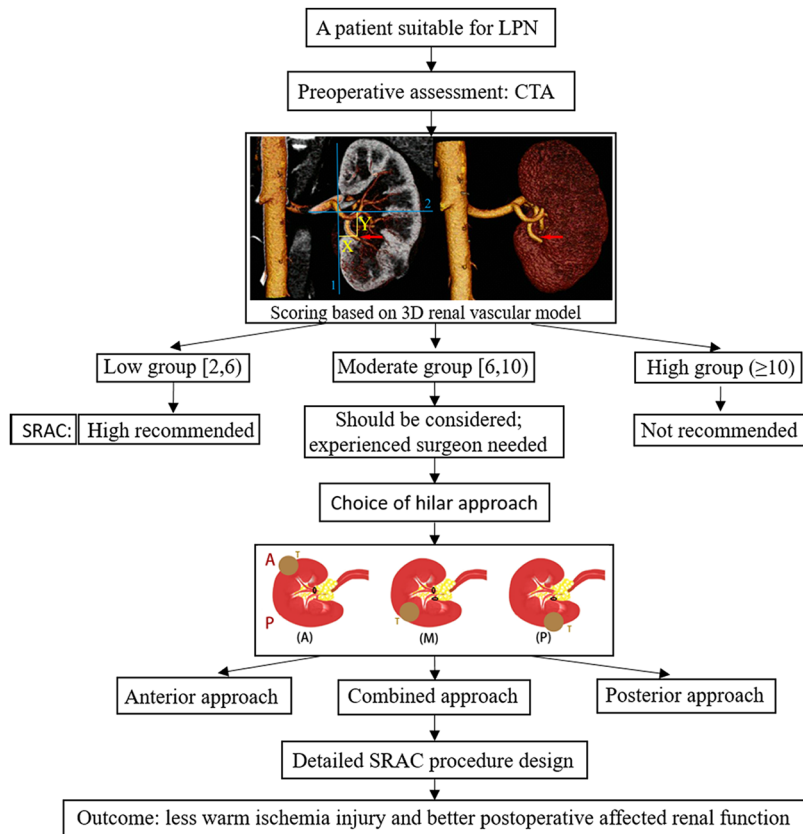 A patient suitable for LPN
Preoperative assessment: CTA
2
Y
X
1
Scoring based on 3D renal vascular model
Low group [2,6)
Moderate group [6,10)
High group (≥10)
SRAC: High recommended
Should be considered;
experienced surgeon needed
Not recommended
Choice of hilar approach
A
T
P
T
T
(A)
(M)
(P)
Anterior approach
Combined approach
Posterior approach
Detailed SRAC procedure design
Outcome: less warm ischemia injury and better postoperative affected renal function